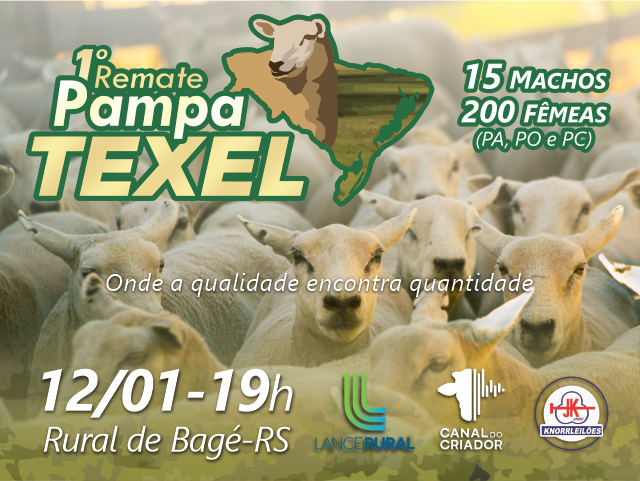 1º Remate
Pampa
TEXEL
15 MACHOS
200 FÊMEAS
(PA, PO e PC)
Onde a qualidade encontra quantidade
12/01-19h
Rural de Bagé-RS
LANCE RURAL
CANAL DO
CRIADOR
JK
KNORRLEILÕES